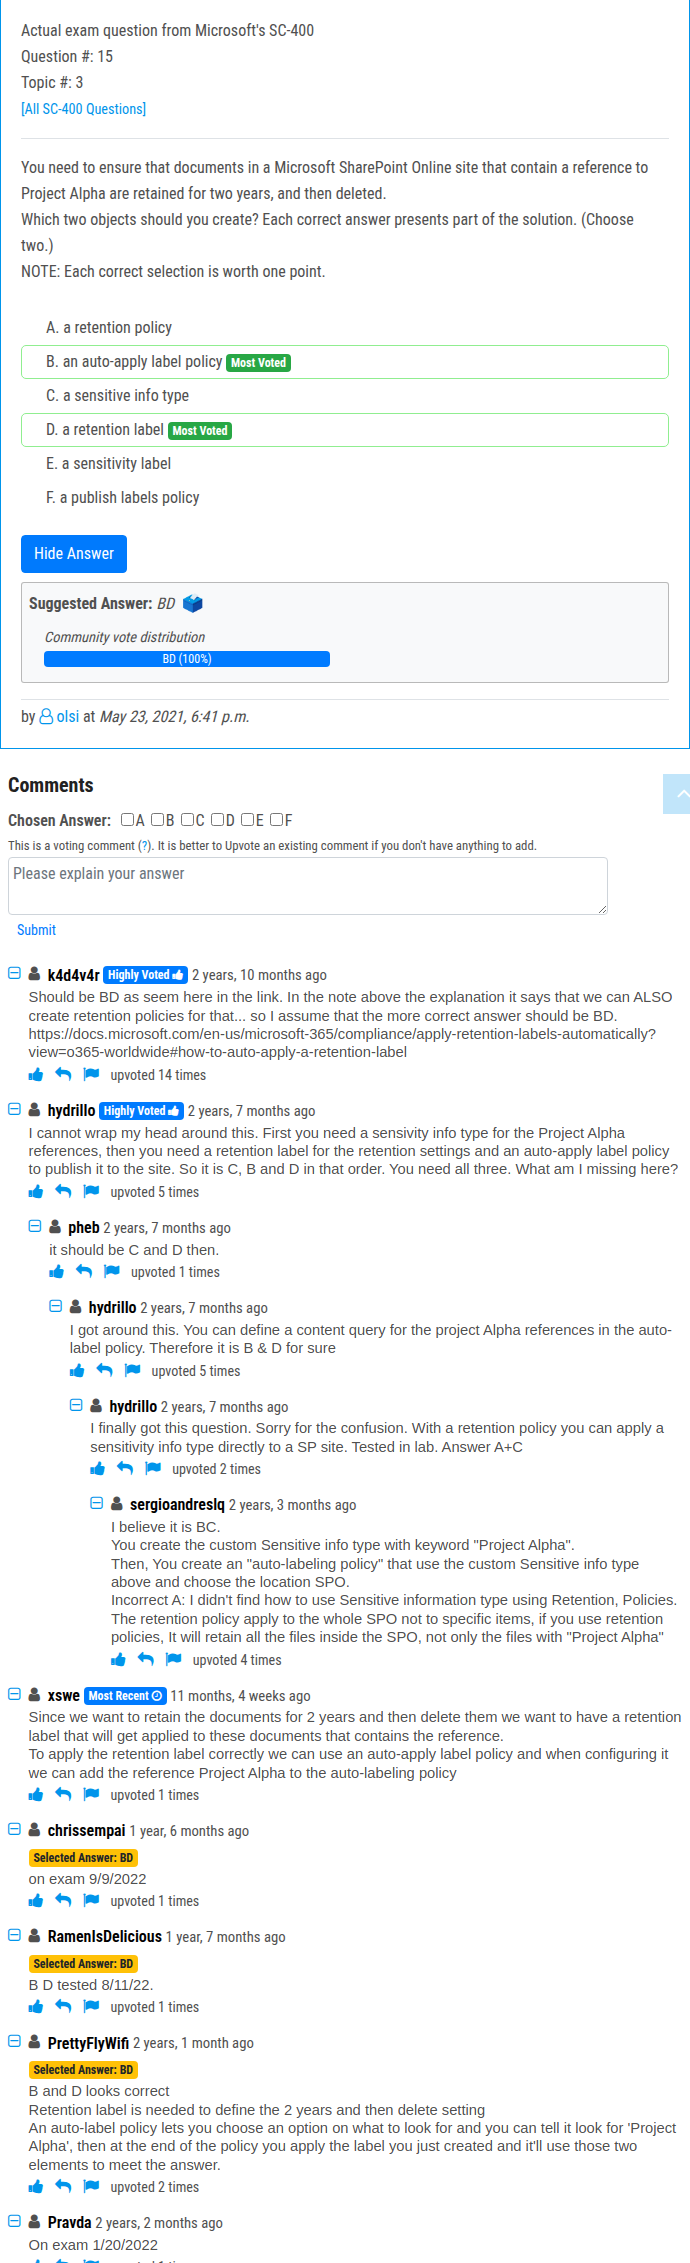 Actual exam question from Microsoft's SC-400
Question #: 15
Topic #: 3
[All SC-400 Questions]
You need to ensure that documents in a Microsoft SharePoint Online site that contain a reference to
Project Alpha are retained for two years, and then deleted.
Which two objects should you create? Each correct answer presents part of the solution. (Choose
two.)
NOTE: Each correct selection is worth one point.
A. a retention policy
B. an auto-apply label policy Most Voted
C. a sensitive info type
D. a retention label Most Voted
E. a sensitivity label
F. a publish labels policy
Hide Answer
Suggested Answer: BD
Community vote distribution
BD (100%)
by olsi at May 23, 2021, 6:41 p.m.
Comments
Chosen Answer: A B C D E F
This is a voting comment (?). It is better to Upvote an existing comment if you don't have anything to add.
Please explain your answer
Submit
k4d4v4r Highly Voted 2 years, 10 months ago
Should be BD as seem here in the link. In the note above the explanation it says that we can ALSO
create retention policies for that... so I assume that the more correct answer should be BD.
https://docs.microsoft.com/en-us/microsoft-365/compliance/apply-retention-labels-automatically?
view=o365-worldwide#how-to-auto-apply-a-retention-label
upvoted 14 times
hydrillo Highly Voted 2 years, 7 months ago
I cannot wrap my head around this. First you need a sensivity info type for the Project Alpha
references, then you need a retention label for the retention settings and an auto-apply label policy
to publish it to the site. So it is C, B and D in that order. You need all three. What am I missing here?
upvoted 5 times
pheb 2 years, 7 months ago
it should be C and D then.
upvoted 1 times
hydrillo 2 years, 7 months ago
I got around this. You can define a content query for the project Alpha references in the auto-
label policy. Therefore it is B & D for sure
upvoted 5 times
hydrillo 2 years, 7 months ago
I finally got this question. Sorry for the confusion. With a retention policy you can apply a
sensitivity info type directly to a SP site. Tested in lab. Answer A+C
upvoted 2 times
sergioandreslq 2 years, 3 months ago
I believe it is BC.
You create the custom Sensitive info type with keyword "Project Alpha".
Then, You create an "auto-labeling policy" that use the custom Sensitive info type
above and choose the location SPO.
Incorrect A: I didn't find how to use Sensitive information type using Retention, Policies.
The retention policy apply to the whole SPO not to specific items, if you use retention
policies, It will retain all the files inside the SPO, not only the files with "Project Alpha"
upvoted 4 times
xswe Most Recent 11 months, 4 weeks ago
Since we want to retain the documents for 2 years and then delete them we want to have a retention
label that will get applied to these documents that contains the reference.
To apply the retention label correctly we can use an auto-apply label policy and when configuring it
we can add the reference Project Alpha to the auto-labeling policy
upvoted 1 times
chrissempai 1 year, 6 months ago
Selected Answer: BD
on exam 9/9/2022
upvoted 1 times
RamenIsDelicious 1 year, 7 months ago
Selected Answer: BD
B D tested 8/11/22.
upvoted 1 times
PrettyFlyWifi 2 years, 1 month ago
Selected Answer: BD
B and D looks correct
Retention label is needed to define the 2 years and then delete setting
An auto-label policy lets you choose an option on what to look for and you can tell it look for 'Project
Alpha', then at the end of the policy you apply the label you just created and it'll use those two
elements to meet the answer.
upvoted 2 times
Pravda 2 years, 2 months ago
On exam 1/20/2022